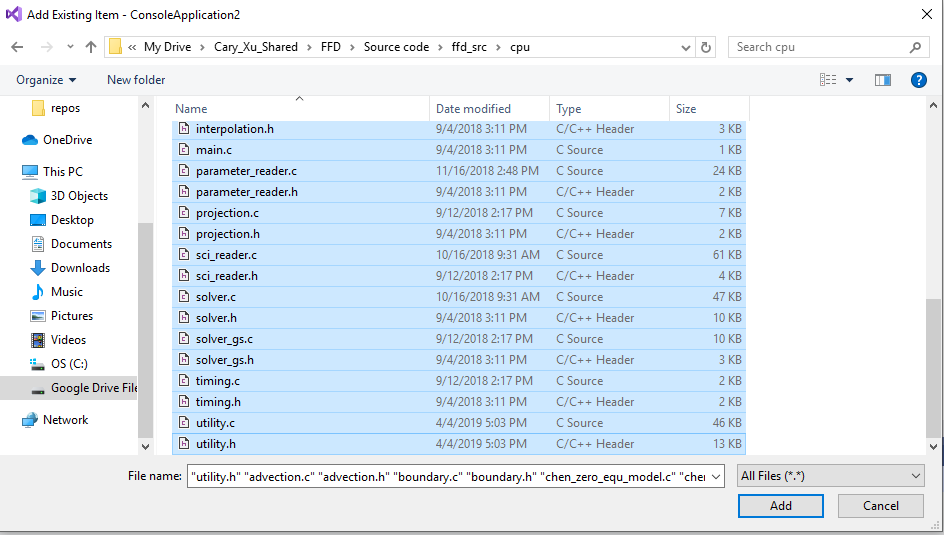 Add Existing Item - ConsoleApplication2
« My Drive > Cary_Xu_Shared > FFD > Source code > ffd_src > cpu
Search cpu
Organize New folder
Name Date modified Type Size
repos
OneDrive
This PC
3D Objects
Desktop
Documents
Downloads
Music
Pictures
Videos
OS (C:)
Google Drive File
Network
interpolation.h 9/4/2018 3:11 PM C/C++ Header 3 KB
main.c 9/4/2018 3:11 PM C Source 1 KB
parameter_reader.c 11/16/2018 2:48 PM C Source 24 KB
parameter_reader.h 9/4/2018 3:11 PM C/C++ Header 2 KB
projection.c 9/12/2018 2:17 PM C Source 7 KB
projection.h 9/4/2018 3:11 PM C/C++ Header 2 KB
sci_reader.c 10/16/2018 9:31 AM C Source 61 KB
sci_reader.h 9/12/2018 2:17 PM C/C++ Header 4 KB
solver.c 10/16/2018 9:31 AM C Source 47 KB
solver.h 9/4/2018 3:11 PM C/C++ Header 10 KB
solver_gs.c 9/12/2018 2:17 PM C Source 10 KB
solver_gs.h 9/4/2018 3:11 PM C/C++ Header 3 KB
timing.c 9/12/2018 2:17 PM C Source 2 KB
timing.h 9/4/2018 3:11 PM C/C++ Header 2 KB
utility.c 4/4/2019 5:03 PM C Source 46 KB
utility.h 4/4/2019 5:03 PM C/C++ Header 13 KB
File name: "utility.h" "advection.c" "advection.h" "boundary.c" "boundary.h" "chen_zero_equ_model.c" "cher
All Files (*.*)
Add Cancel